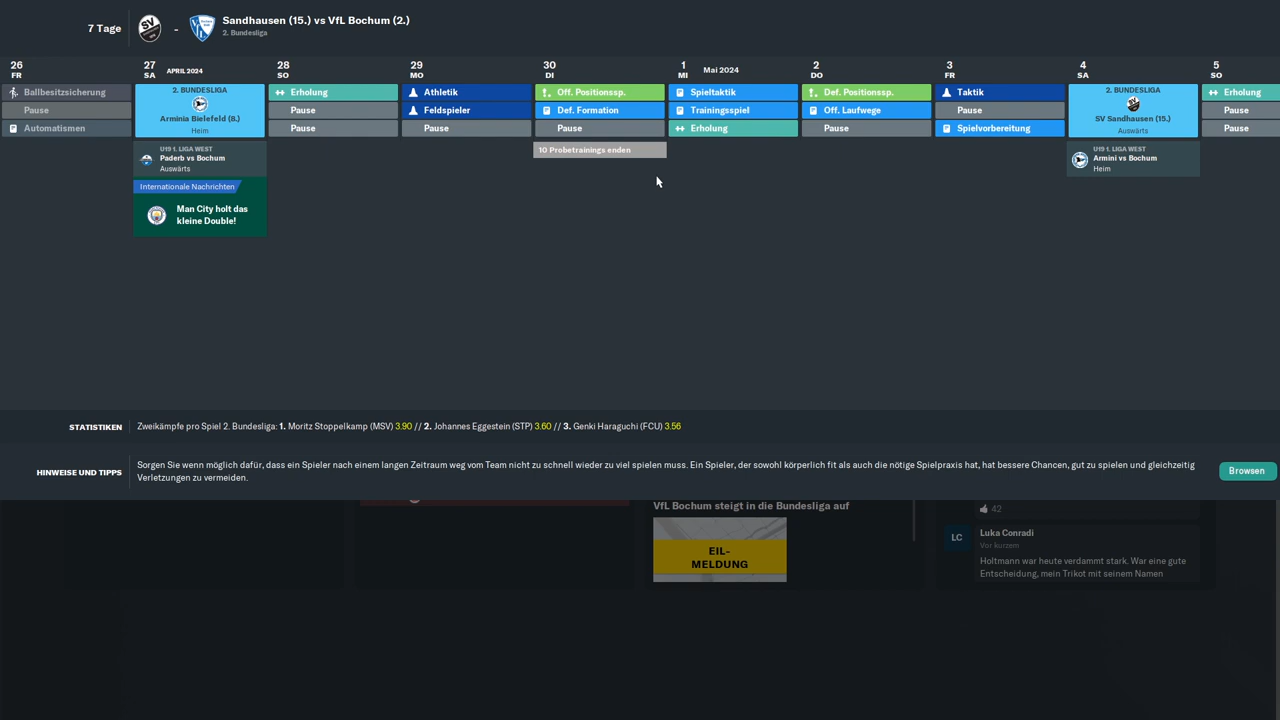 7 Tage
-
Sandhausen (15.) vs VfL Bochum (2.)
2. Bundesliga
26
FR
27
SA
APRIL 2024
28
SO
29
MO
30
DI
1
MI
Mai 2024
2
DO
3
FR
4
SA
5
SO
Ballbesitzsicherung
Pause
Automatismen
2. BUNDESLIGA
Arminia Bielefeld (8.)
Heim
U19 1. LIGA WEST
Paderb vs Bochum
Auswärts
Internationale Nachrichten
Man City holt das
kleine Double!
Erholung
Pause
Pause
Athletik
Feldspieler
Pause
Off. Positionssp.
Def. Formation
Pause
10 Probetrainings enden
Spieltaktik
Trainingsspiel
Erholung
Def. Positionssp.
Off. Laufwege
Pause
Taktik
Pause
Spielvorbereitung
2. BUNDESLIGA
SV Sandhausen (15.)
Auswärts
U19 1. LIGA WEST
Armini vs Bochum
Heim
Erholung
Pause
Pause
STATISTIKEN
Zweikämpfe pro Spiel 2. Bundesliga: 1. Moritz Stoppelkamp (MSV) 3.90 // 2. Johannes Eggestein (STP) 3.60 // 3. Genki Haraguchi (FCU) 3.56
HINWEISE UND TIPPS
Sorgen Sie wenn möglich dafür, dass ein Spieler nach einem langen Zeitraum weg vom Team nicht zu schnell wieder zu viel spielen muss. Ein Spieler, der sowohl körperlich fit als auch die nötige Spielpraxis hat, hat bessere Chancen, gut zu spielen und gleichzeitig
Verletzungen zu vermeiden.
Browsen
VfL Bochum steigt in die Bundesliga auf
EIL-
MELDUNG
42
LC
Luka Conradi
Vor kurzem
Holtmann war heute verdammt stark. War eine gute
Entscheidung, mein Trikot mit seinem Namen